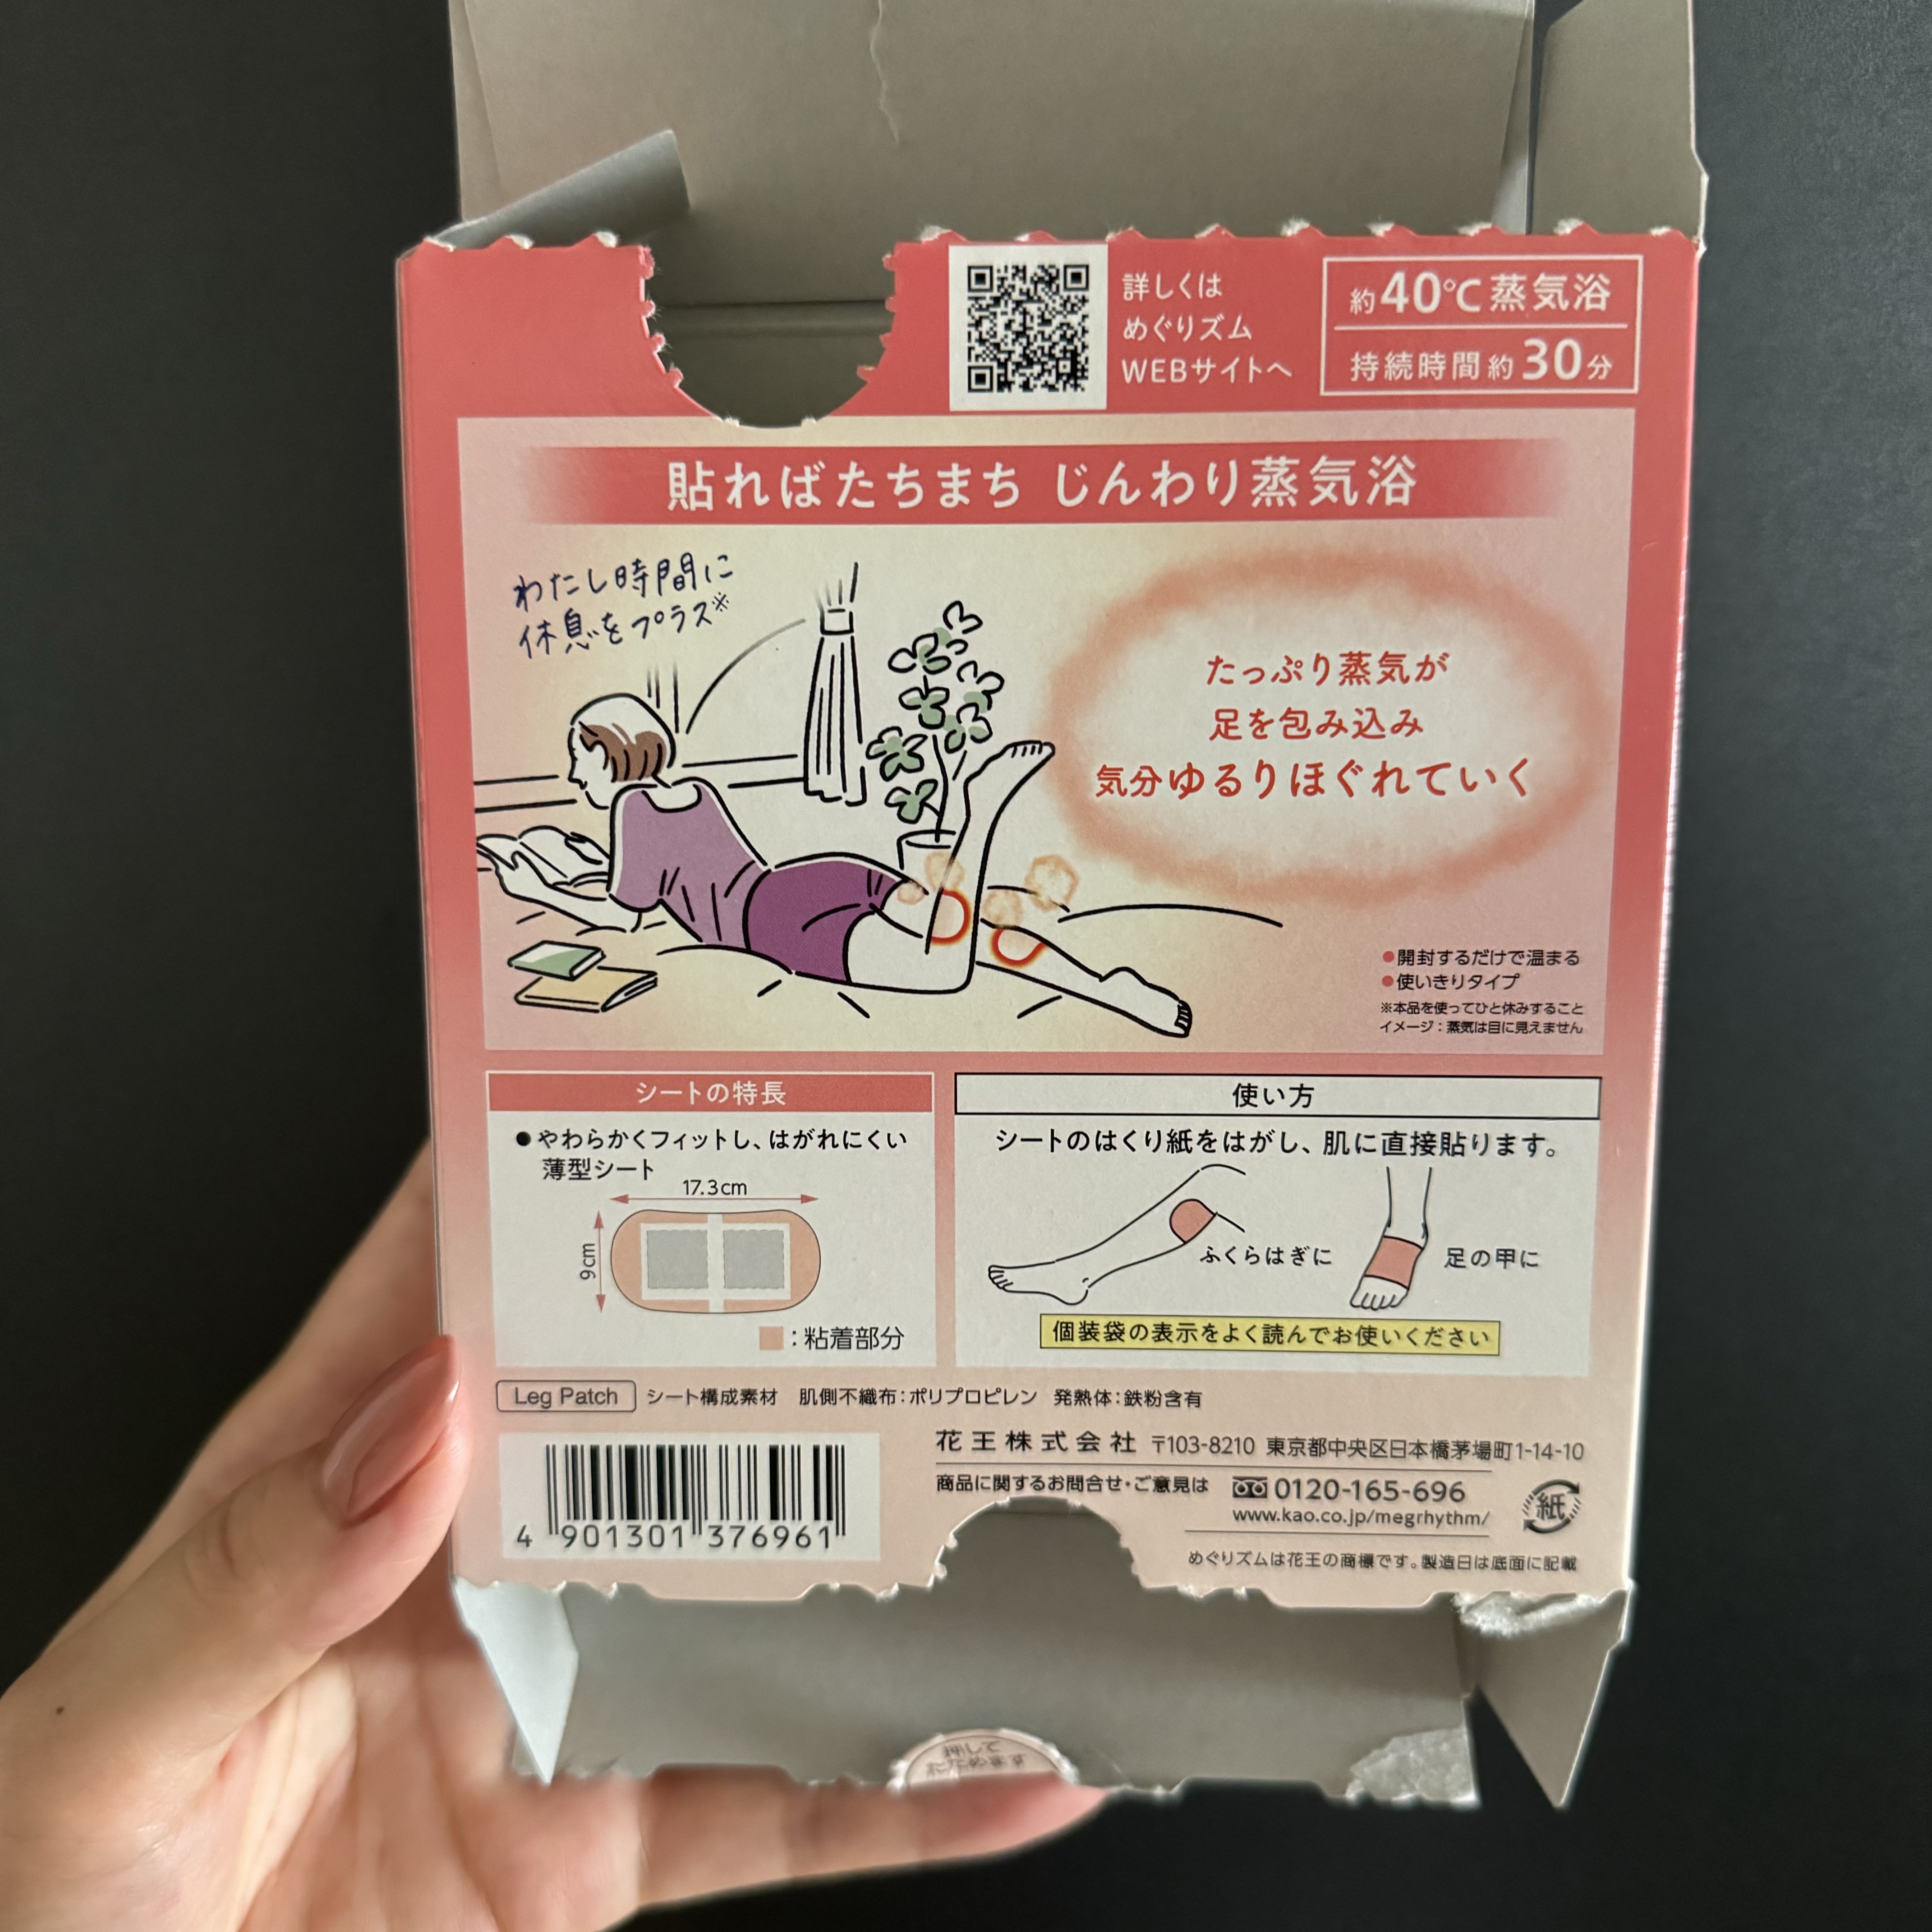 詳しくは
めぐりズム
WEBサイトへ
約40℃蒸気浴
持続時間約30分
貼ればたちまち じんわり蒸気浴
わたし時間に
休息をプラス※
たっぷり蒸気が
足を包み込み
気分ゆるりほぐれていく
●開封するだけで温まる
●使いきりタイプ
※本品を使ってひと休みすること
イメージ：蒸気は目に見えません
シートの特長
●やわらかくフィットし、はがれにくい
薄型シート
17.3cm
9cm
：粘着部分
使い方
シートのはくり紙をはがし、肌に直接貼ります。
ふくらはぎに
足の甲に
個装袋の表示をよく読んでお使いください
Leg Patch シート構成素材 肌側不織布：ポリプロピレン 発熱体：鉄粉含有
4 901301 376961
花王株式会社 〒103-8210 東京都中央区日本橋茅場町1-14-10
商品に関するお問合せ・ご意見は 0120-165-696
www.kao.co.jp/megrhythm/
紙
めぐりズムは花王の商標です。製造日は底面に記載
押して